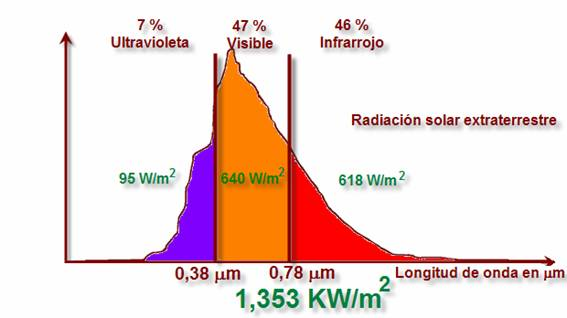 7 %
Ultravioleta
47 %
Visible
46 %
Infrarrojo
Radiación solar extraterrestre
95 W/m²
640 W/m²
618 W/m²
0,38 μm
0,78 μm
Longitud de onda en μm
1,353 KW/m²